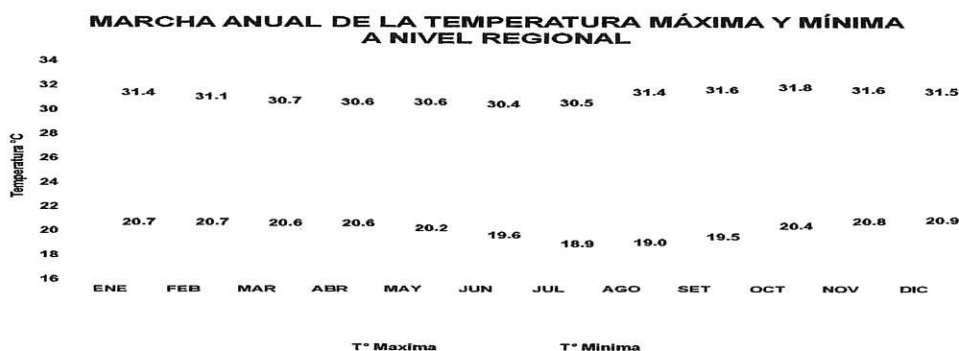 MARCHA ANUAL DE LA TEMPERATURA MÁXIMA Y MÍNIMA
A NIVEL REGIONAL
Temperatura °C
34
32
30
28
26
24
22
20
18
16
31.4 31.1 30.7 30.6 30.6 30.4 30.5 31.4 31.6 31.8 31.6 31.5
20.7 20.7 20.6 20.6 20.2 19.6 18.9 19.0 19.5 20.4 20.8 20.9
ENE FEB MAR ABR MAY JUN JUL AGO SET OCT NOV DIC
T° Maxima T° Minima